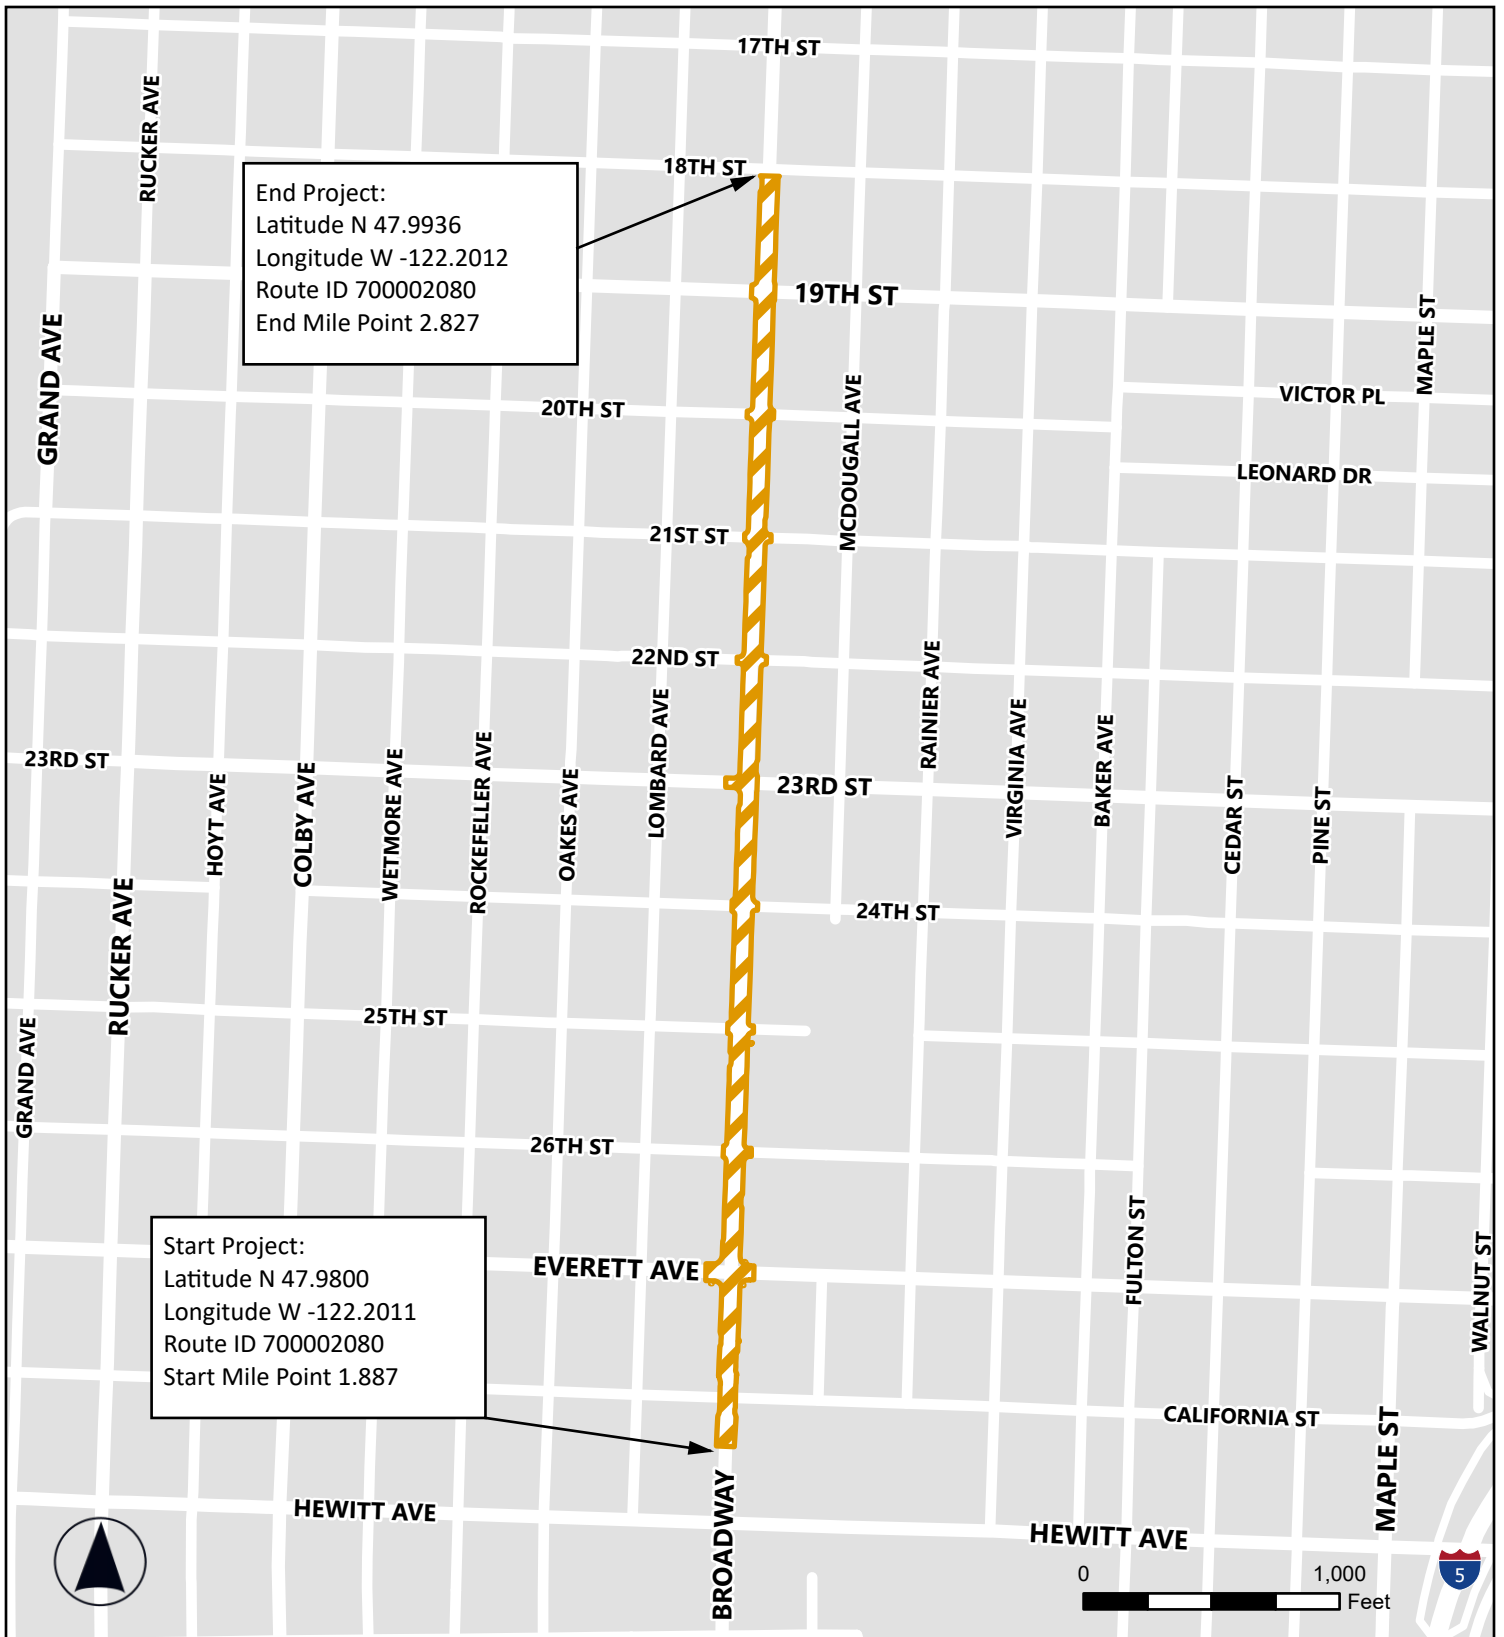 17TH ST
RUCKER AVE
18TH ST
End Project:
Latitude N 47.9936
Longitude W -122.2012
Route ID 700002080
End Mile Point 2.827
19TH ST
GRAND AVE
MAPLE ST
VICTOR PL
20TH ST
MCDOUGALL AVE
LEONARD DR
21ST ST
22ND ST
RAINIER AVE
LOMBARD AVE
VIRGINIA AVE
BAKER AVE
23RD ST
HOYT AVE
COLBY AVE
WETMORE AVE
ROCKEFELLER AVE
OAKES AVE
23RD ST
CEDAR ST
PINE ST
RUCKER AVE
24TH ST
25TH ST
GRAND AVE
26TH ST
FULTON ST
WALNUT ST
EVERETT AVE
Start Project:
Latitude N 47.9800
Longitude W -122.2011
Route ID 700002080
Start Mile Point 1.887
CALIFORNIA ST
MAPLE ST
BROADWAY
HEWITT AVE
HEWITT AVE
0 1,000
Feet
5